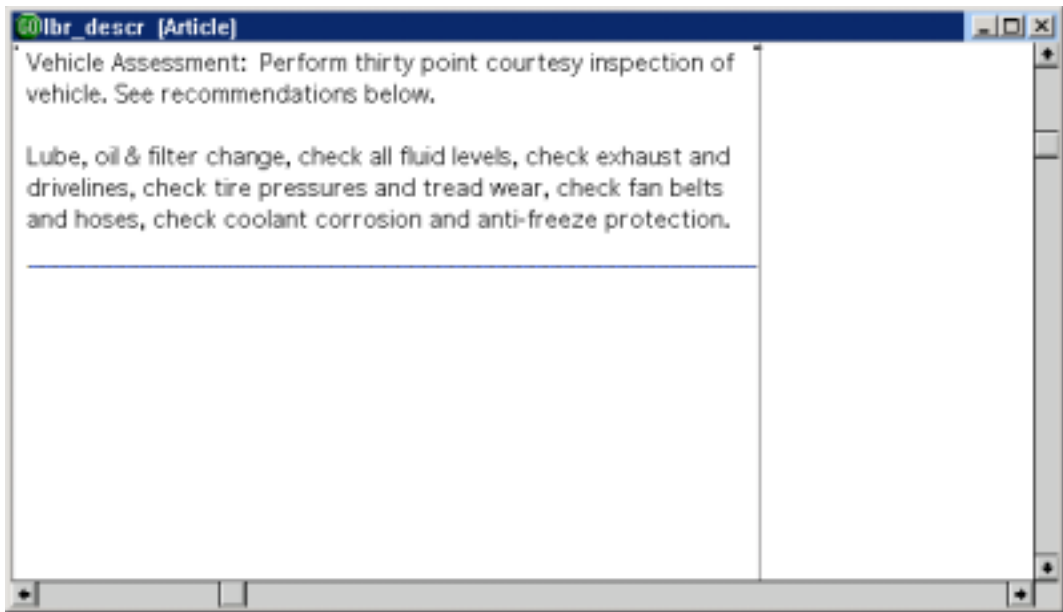 GO lbr_descr (Article)
Vehicle Assessment: Perform thirty point courtesy inspection of
vehicle. See recommendations below.
Lube, oil & filter change, check all fluid levels, check exhaust and
drivelines, check tire pressures and tread wear, check fan belts
and hoses, check coolant corrosion and anti-freeze protection.